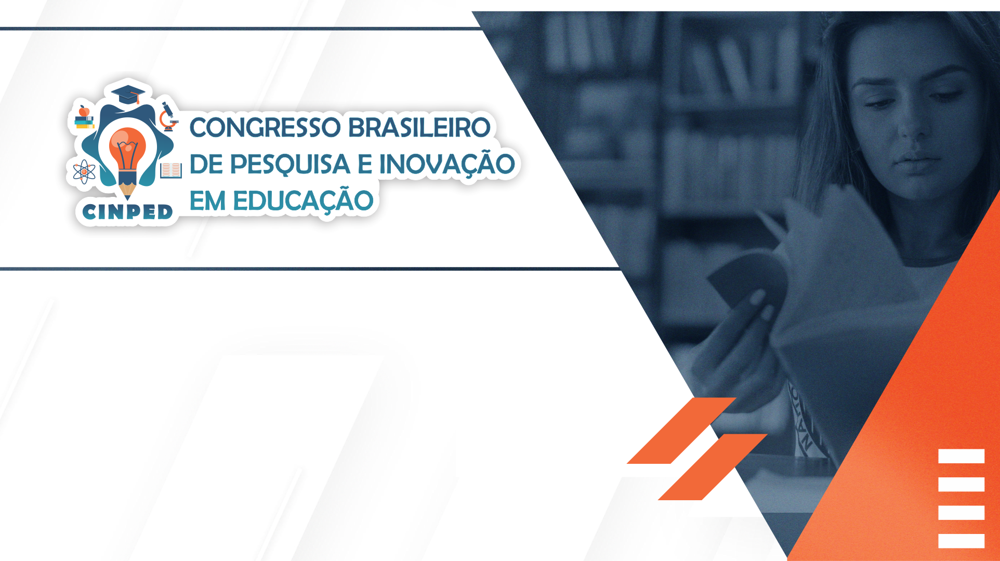 CONGRESSO BRASILEIRO
DE PESQUISA E INOVAÇÃO
EM EDUCAÇÃO
CINPED